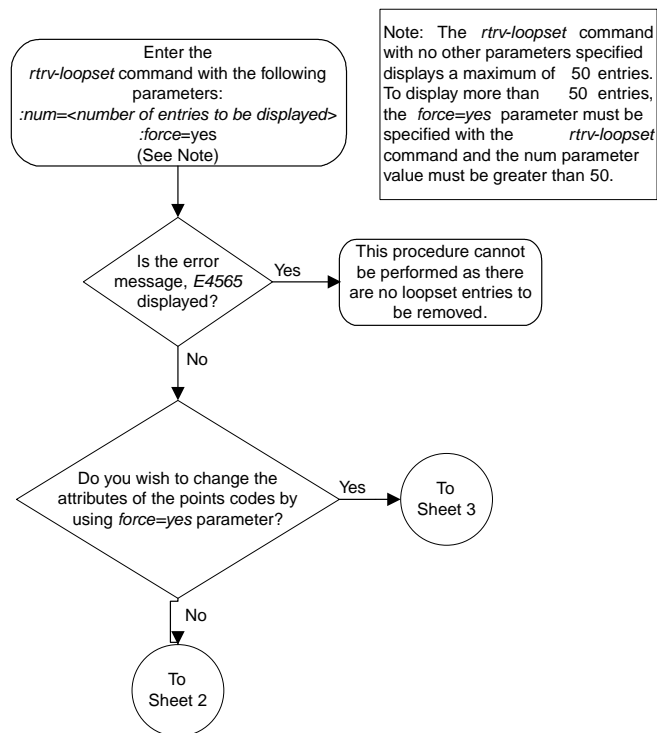 Enter the
rtrv-loopset command with the following
parameters:
:num=<number of entries to be displayed>
:force=yes
(See Note)
Note: The rtrv-loopset command
with no other parameters specified
displays a maximum of 50 entries.
To display more than 50 entries,
the force=yes parameter must be
specified with the rtrv-loopset
command and the num parameter
value must be greater than 50.
Is the error
message, E4565
displayed?
Yes
This procedure cannot
be performed as there
are no loopset entries to
be removed.
No
Do you wish to change the
attributes of the points codes by
using force=yes parameter?
Yes
To
Sheet 3
No
To
Sheet 2